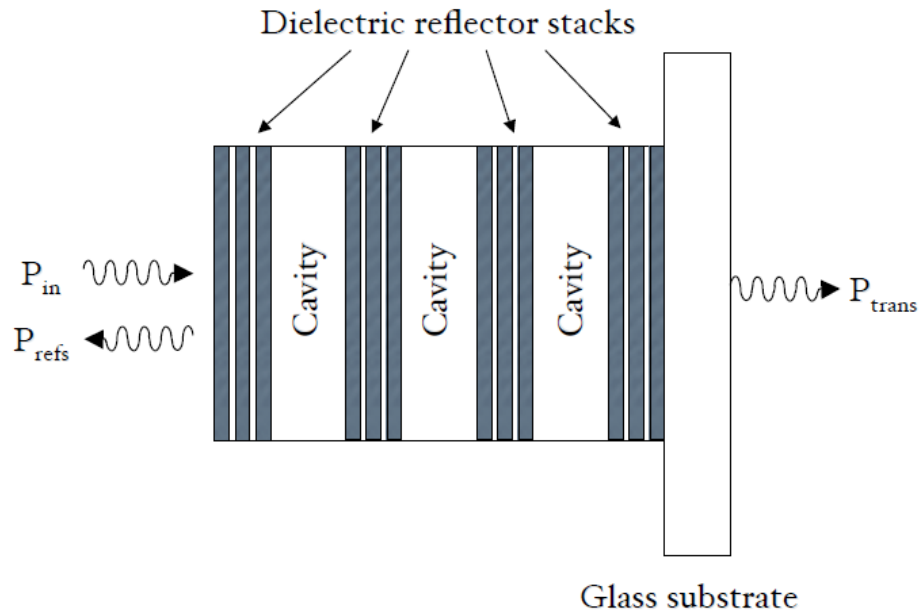 Dielectric reflector stacks
P_in
P_refs
Cavity
Cavity
Cavity
P_trans
Glass substrate